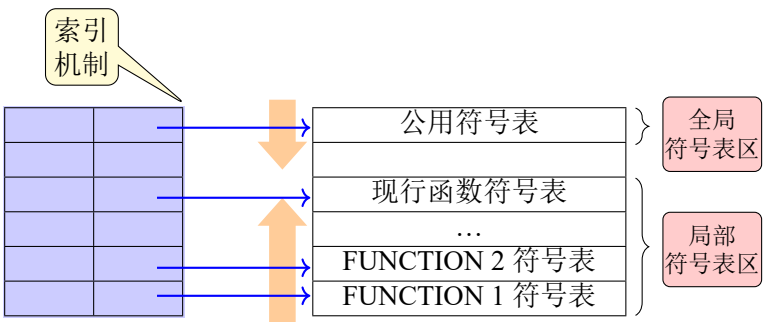 索引
机制
公用符号表
现行函数符号表
…
FUNCTION 2 符号表
FUNCTION 1 符号表
全局
符号表区
局部
符号表区